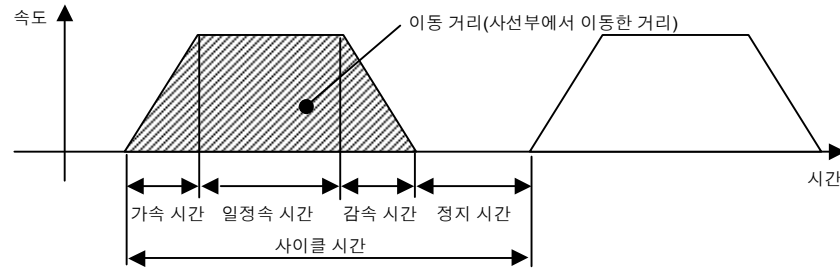 속도
이동 거리(사선부에서 이동한 거리)
시간
가속 시간
일정속 시간
감속 시간
정지 시간
사이클 시간